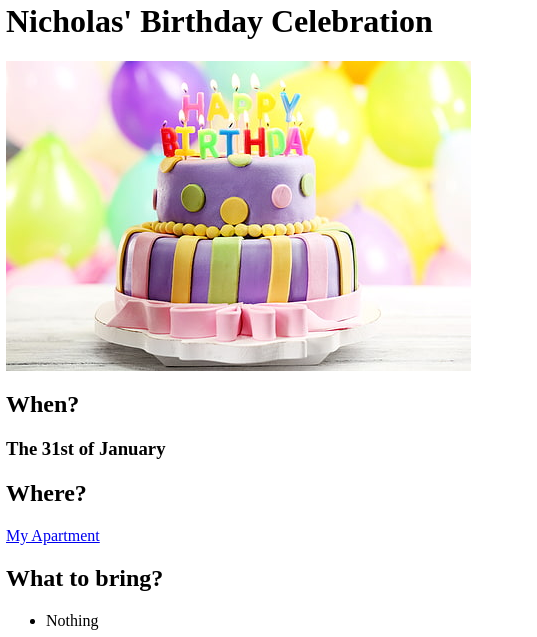 Nicholas' Birthday Celebration
HAPPY
BIRTHDAY
When?
The 31st of January
Where?
My Apartment
What to bring?
Nothing